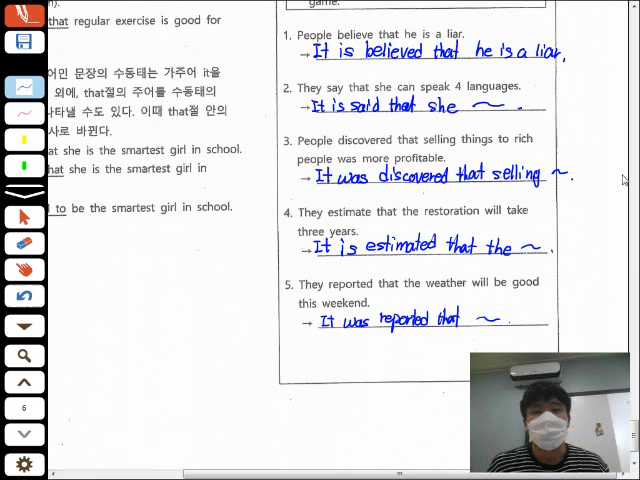 game.
that regular exercise is good for
1. People believe that he is a liar.
→ It is believed that he is a liar.
어인 문장의 수동태는 가주어 it을
외에, that절의 주어를 수동태의
타낼 수도 있다. 이때 that절 안의
사로 바뀐다.
2. They say that she can speak 4 languages.
→ It is said that she ~ .
at she is the smartest girl in school.
hat she is the smartest girl in
to be the smartest girl in school.
3. People discovered that selling things to rich
people was more profitable.
→ It was discovered that selling ~.
4. They estimate that the restoration will take
three years.
→ It is estimated that the ~ .
5. They reported that the weather will be good
this weekend.
→ It was reported that ~ .
6